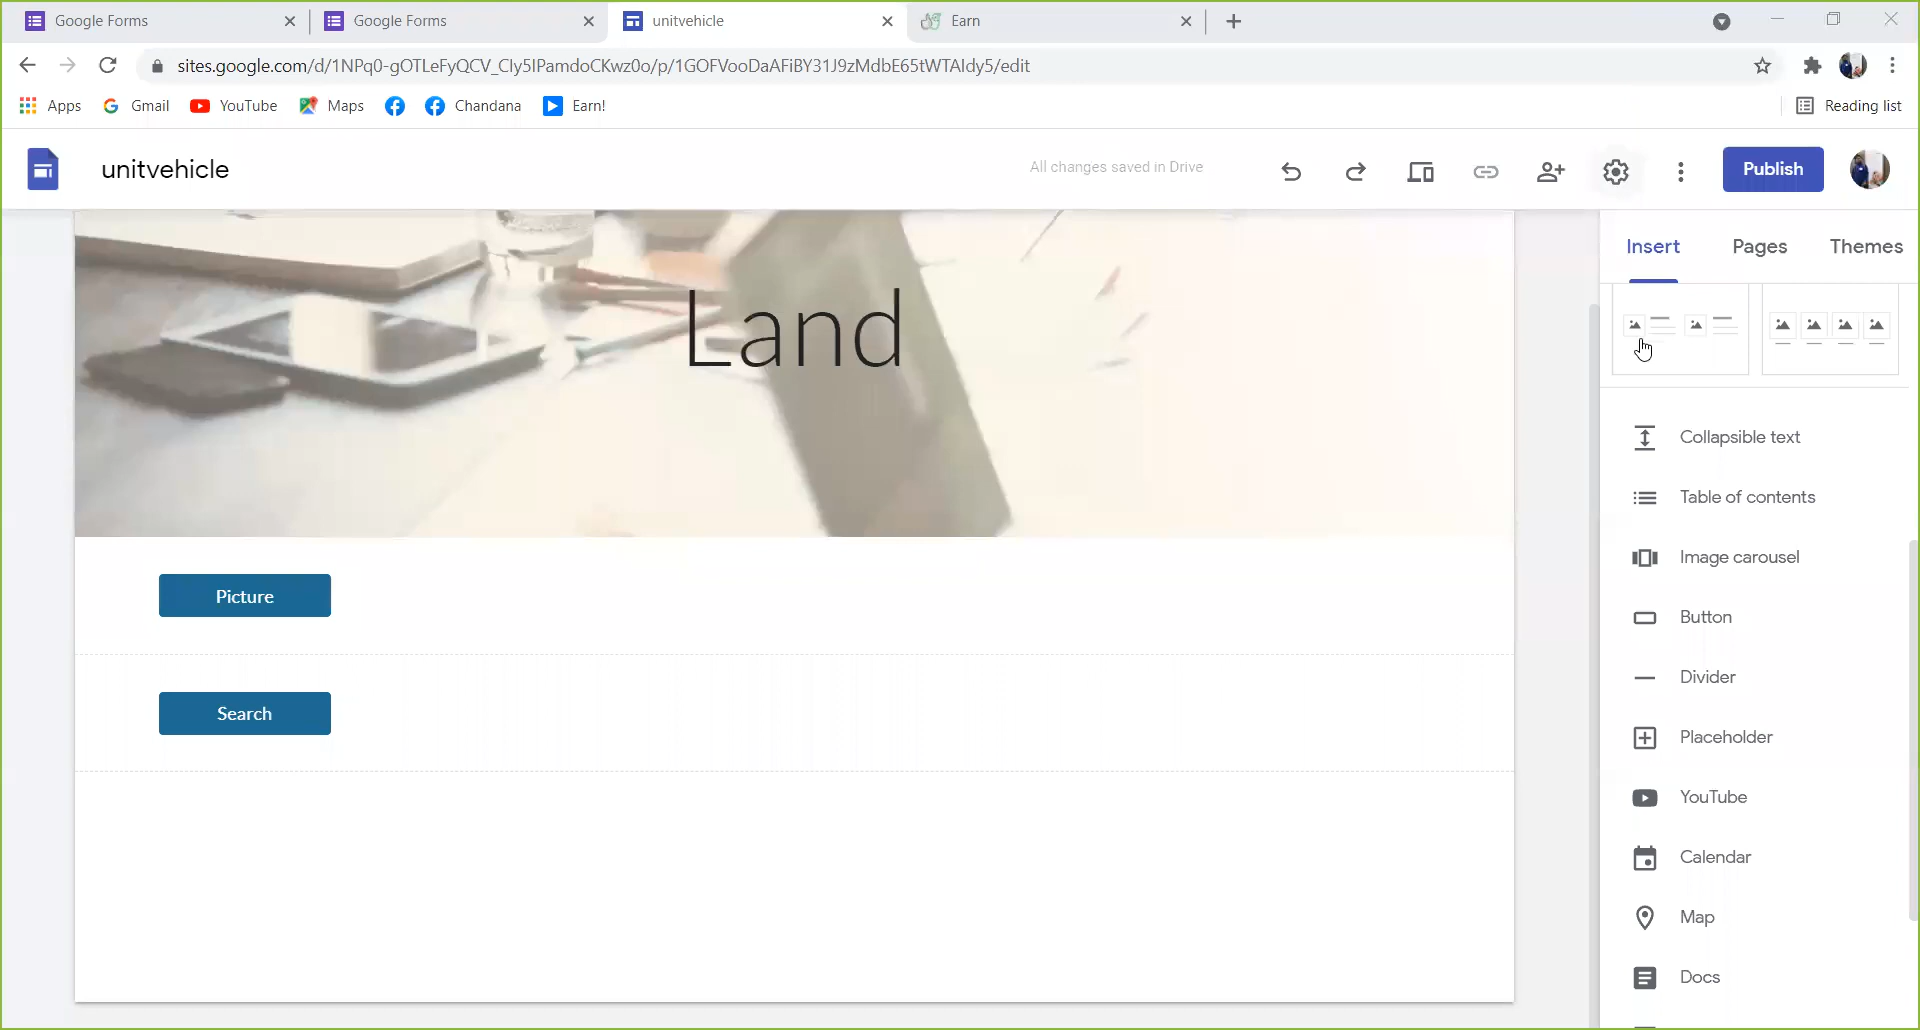 Google Forms
Google Forms
unitvehicle
Earn
sites.google.com/d/1NPq0-gOTLeFyQCV_CIy5IPamdoCKwz0o/p/1GOFVooDaAFiBY31J9zMdbE65tWTAIdy5/edit
Apps
Gmail
YouTube
Maps
Chandana
Earn!
Reading list
unitvehicle
All changes saved in Drive
Publish
Insert
Pages
Themes
Land
Picture
Search
Collapsible text
Table of contents
Image carousel
Button
Divider
Placeholder
YouTube
Calendar
Map
Docs